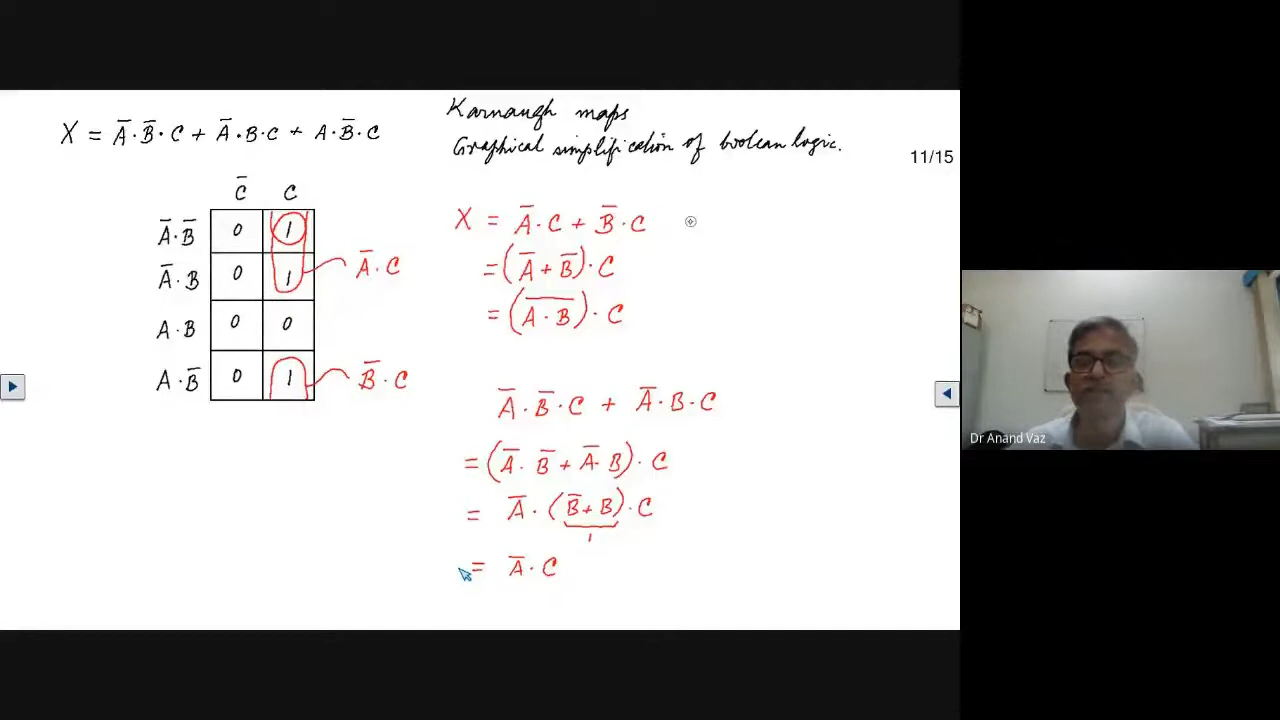 Karnaugh maps
Graphical simplification of boolean logic.
11/15
X = A̅·B̅·C + A̅·B·C + A·B̅·C
C̅ C
A̅·B̅ 0 1
A̅·B 0 1 A̅·C
A·B 0 0
A·B̅ 0 1 B̅·C
X = A̅·C + B̅·C
= (A̅ + B̅)·C
= (A̅·̅B̅)·C
A̅·B̅·C + A̅·B·C
= (A̅·B̅ + A̅·B)·C
= A̅·(B̅+B)·C
1
= A̅·C
Dr Anand Vaz